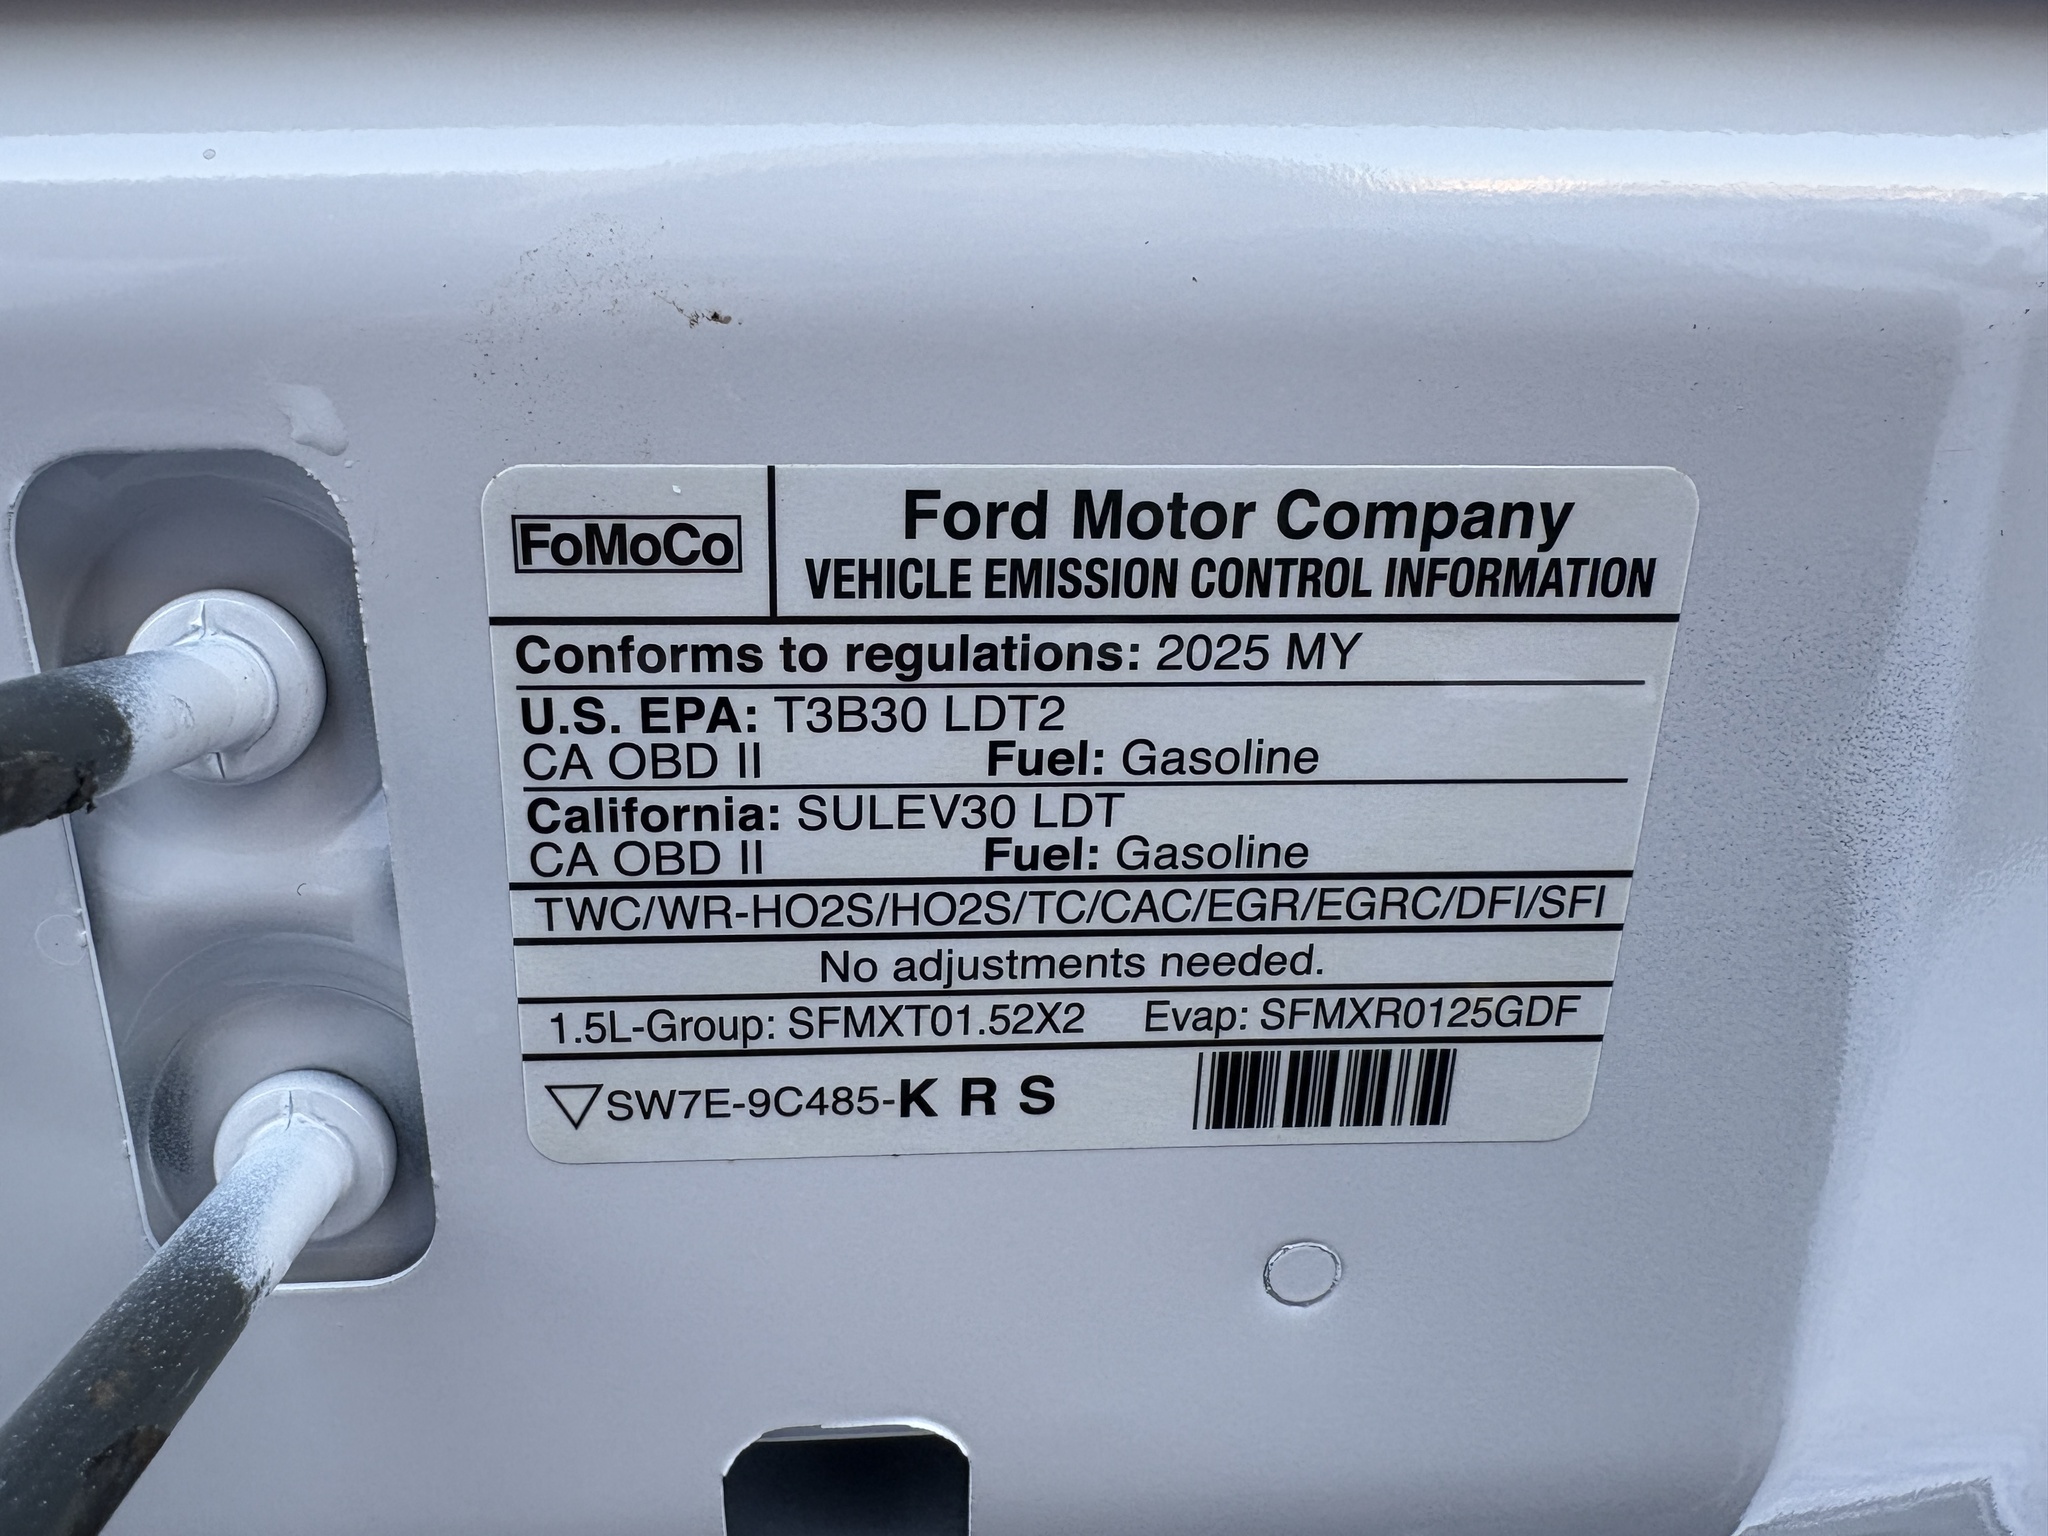 FoMoCo
Ford Motor Company
VEHICLE EMISSION CONTROL INFORMATION
Conforms to regulations: 2025 MY
U.S. EPA: T3B30 LDT2
CA OBD II Fuel: Gasoline
California: SULEV30 LDT
CA OBD II Fuel: Gasoline
TWC/WR-HO2S/HO2S/TC/CAC/EGR/EGRC/DFI/SFI
No adjustments needed.
1.5L-Group: SFMXT01.52X2 Evap: SFMXR0125GDF
▽SW7E-9C485-K R S